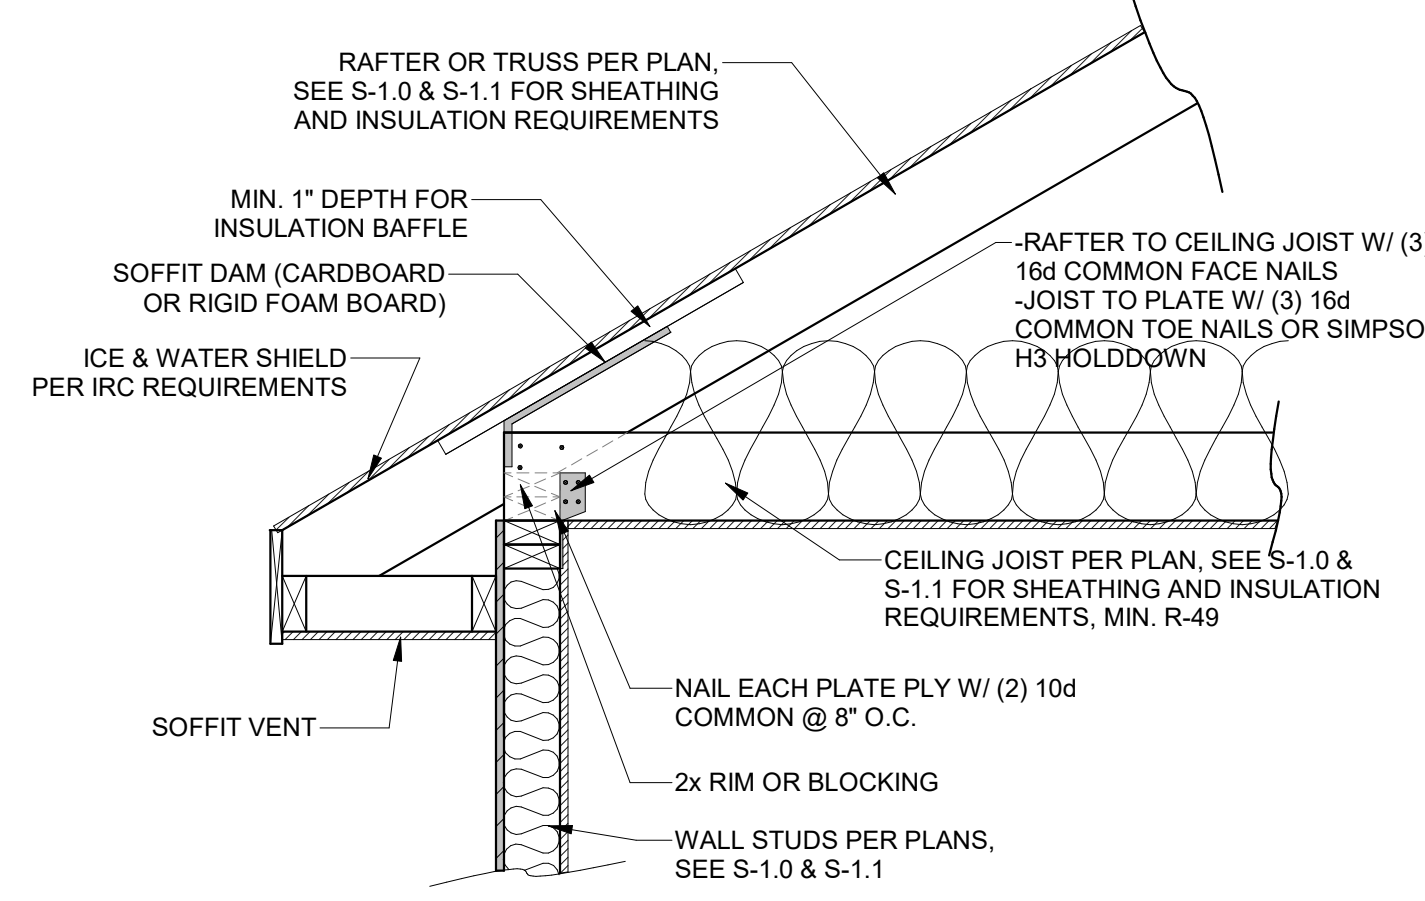 RAFTER OR TRUSS PER PLAN,
SEE S-1.0 & S-1.1 FOR SHEATHING
AND INSULATION REQUIREMENTS
MIN. 1" DEPTH FOR
INSULATION BAFFLE
SOFFIT DAM (CARDBOARD
OR RIGID FOAM BOARD)
ICE & WATER SHIELD
PER IRC REQUIREMENTS
-RAFTER TO CEILING JOIST W/ (3)
16d COMMON FACE NAILS
-JOIST TO PLATE W/ (3) 16d
COMMON TOE NAILS OR SIMPSO
H3 HOLDDOWN
CEILING JOIST PER PLAN, SEE S-1.0 &
S-1.1 FOR SHEATHING AND INSULATION
REQUIREMENTS, MIN. R-49
NAIL EACH PLATE PLY W/ (2) 10d
COMMON @ 8" O.C.
SOFFIT VENT
2x RIM OR BLOCKING
WALL STUDS PER PLANS,
SEE S-1.0 & S-1.1